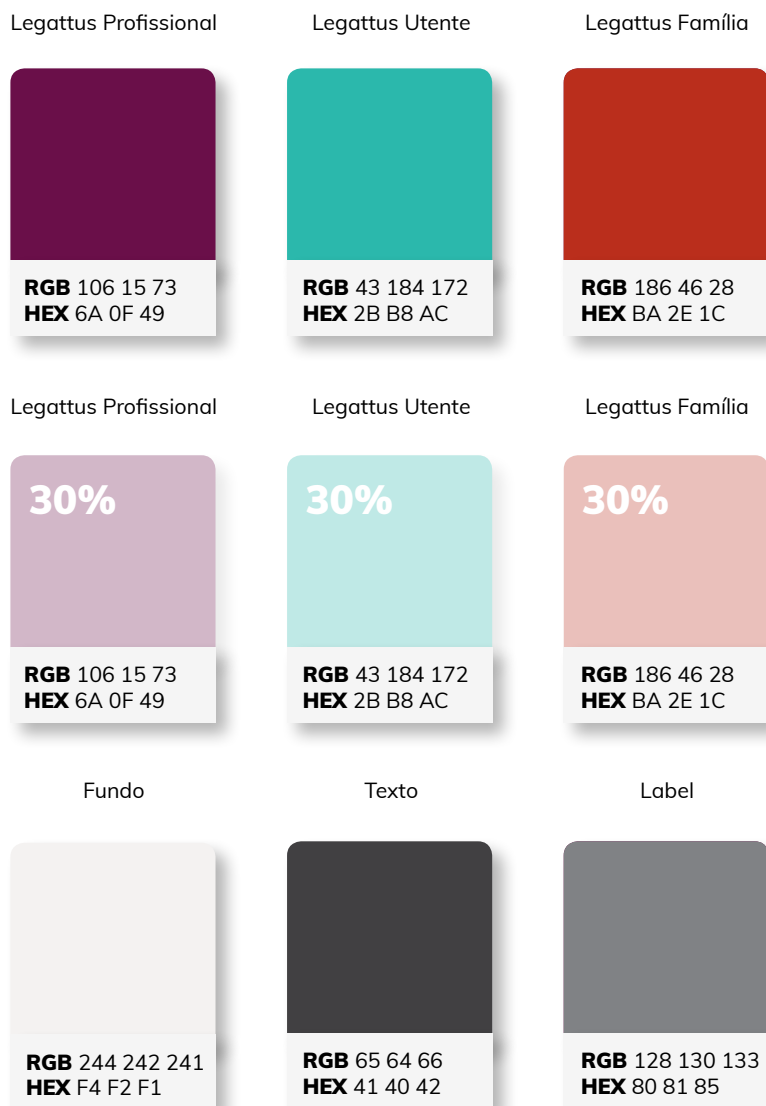 Legattus Profissional
Legattus Utente
Legattus Família
RGB 106 15 73
HEX 6A 0F 49
RGB 43 184 172
HEX 2B B8 AC
RGB 186 46 28
HEX BA 2E 1C
Legattus Profissional
Legattus Utente
Legattus Família
30%
30%
30%
RGB 106 15 73
HEX 6A 0F 49
RGB 43 184 172
HEX 2B B8 AC
RGB 186 46 28
HEX BA 2E 1C
Fundo
Texto
Label
RGB 244 242 241
HEX F4 F2 F1
RGB 65 64 66
HEX 41 40 42
RGB 128 130 133
HEX 80 81 85